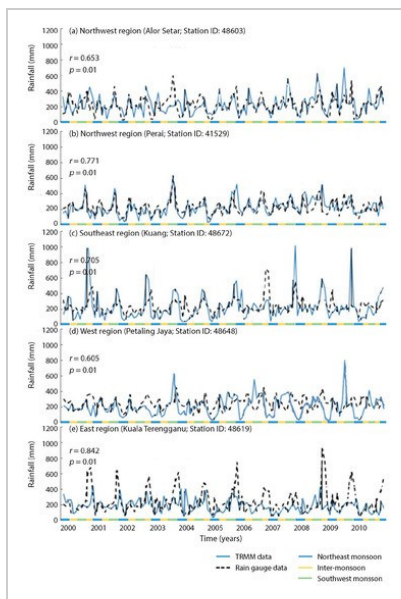 (a) Northwest region (Alor Setar; Station ID: 48603)
Rainfall (mm)
1200
1000
800
600
400
200
0
r = 0.653
p = 0.01
(b) Northwest region (Perai; Station ID: 41529)
Rainfall (mm)
1200
1000
800
600
400
200
0
r = 0.771
p = 0.01
(c) Southeast region (Kuang; Station ID: 48672)
Rainfall (mm)
1200
1000
800
600
400
200
0
r = 0.705
p = 0.01
(d) West region (Petaling Jaya; Station ID: 48648)
Rainfall (mm)
1200
1000
800
600
400
200
0
r = 0.605
p = 0.01
(e) East region (Kuala Terengganu; Station ID: 48619)
Rainfall (mm)
1200
1000
800
600
400
200
0
r = 0.842
p = 0.01
2000 2001 2002 2003 2004 2005 2006 2007 2008 2009 2010
Time (years)
TRMM data
Rain gauge data
Northeast monsoon
Inter-monsoon
Southwest monsson